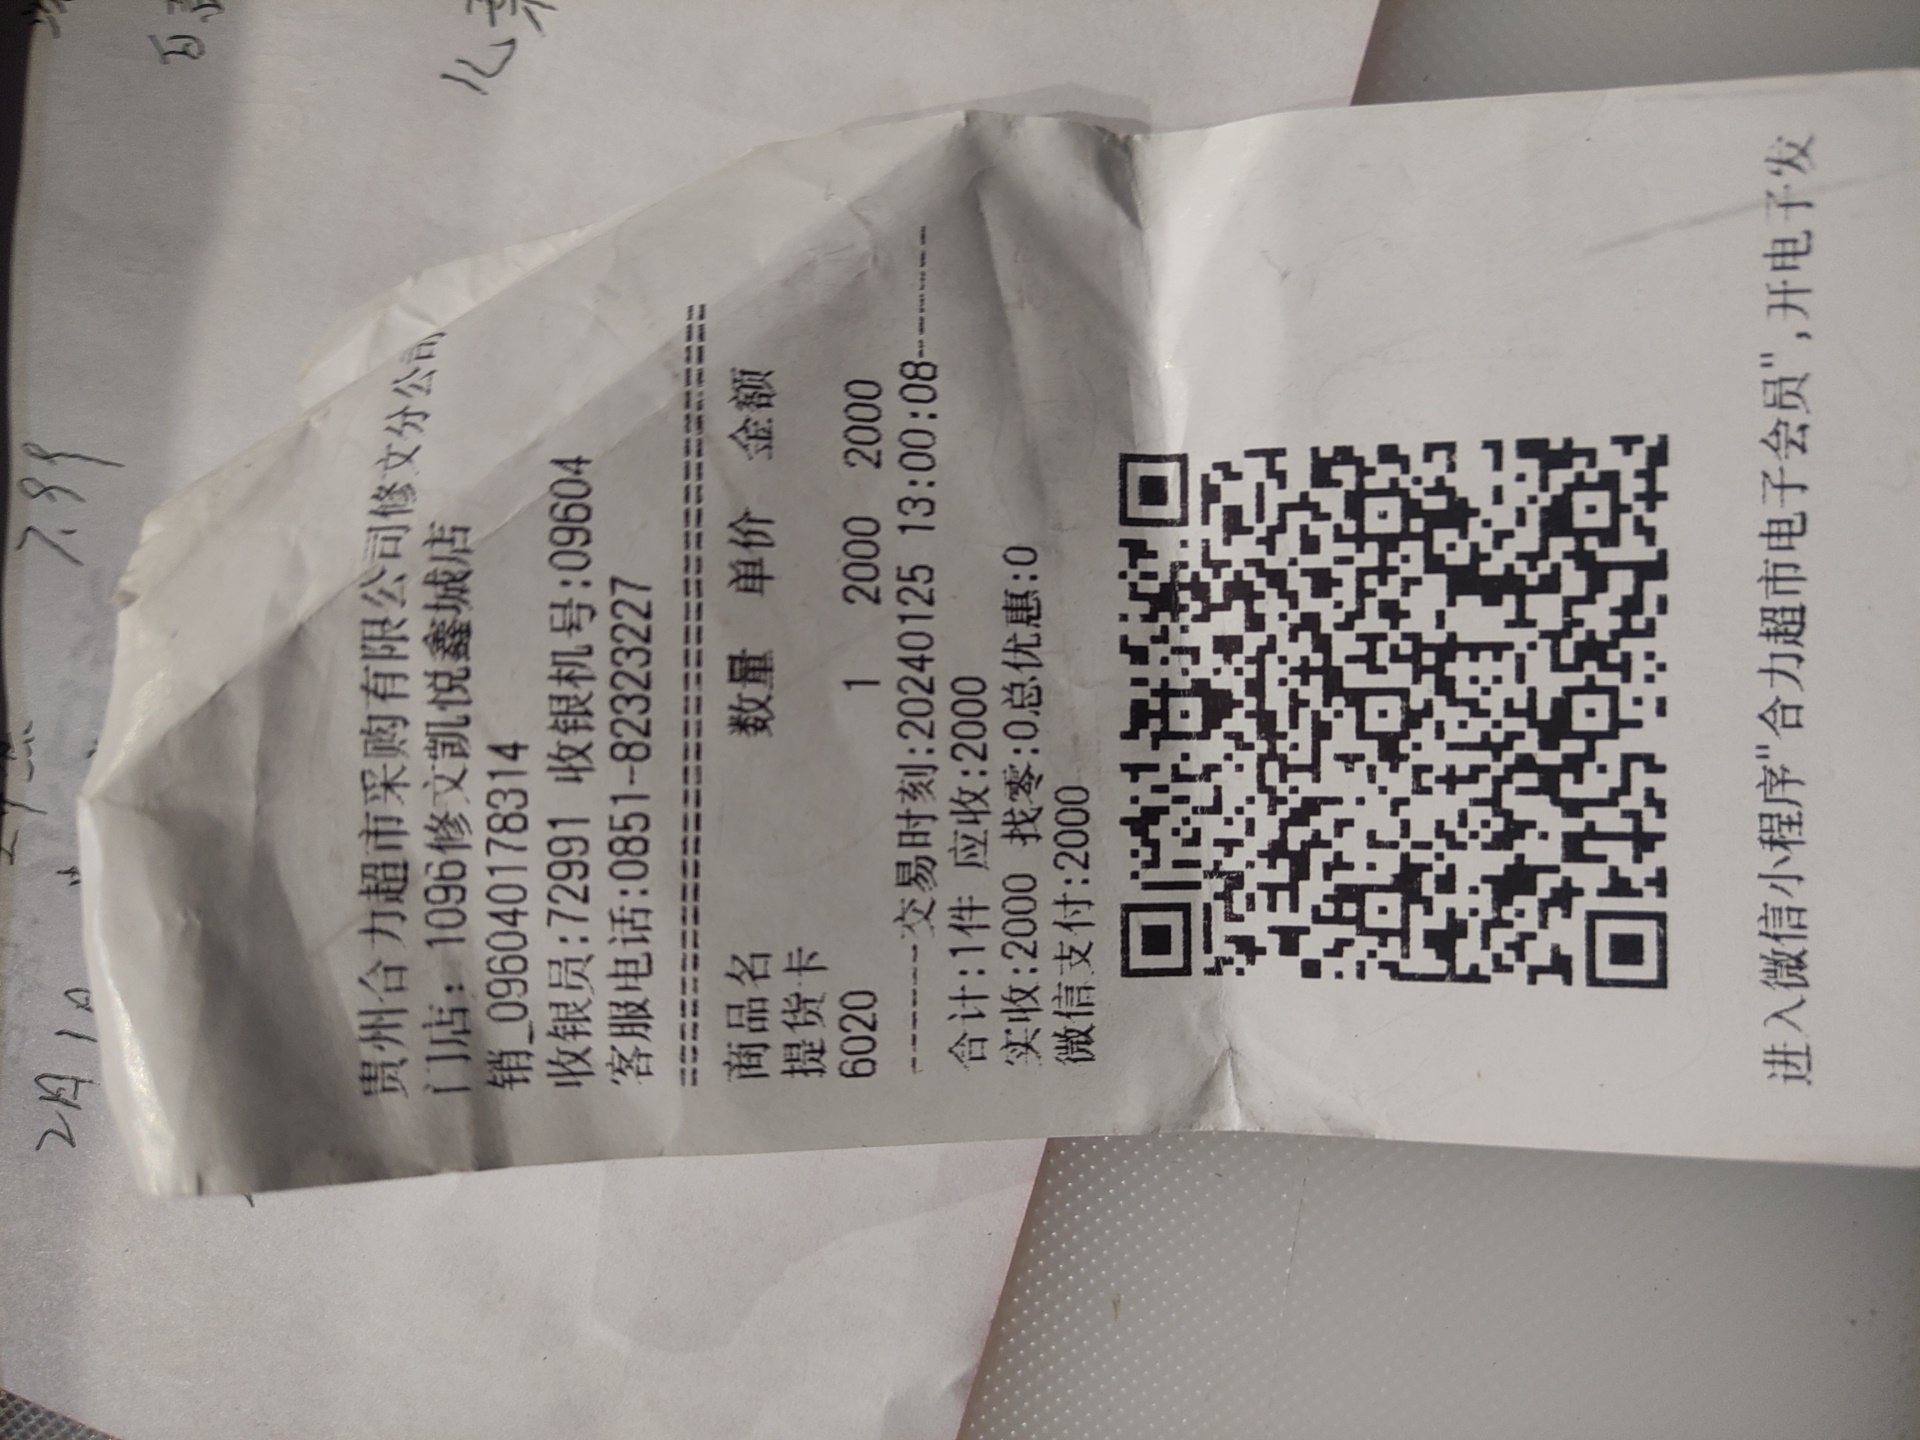 贵州合力超市采购有限公司修文分公司
门店: 1096修文凯悦鑫城店
销_096040178314
收银员:72991 收银机号:09604
客服电话:0851-82323227
商品名 数量 单价 金额
提货卡
6020 1 2000 2000
交易时刻:20240125 13:00:08
合计:1件 应收:2000
实收:2000 找零:0总优惠:0
微信支付:2000
进入微信小程序"合力超市电子会员",开电子发